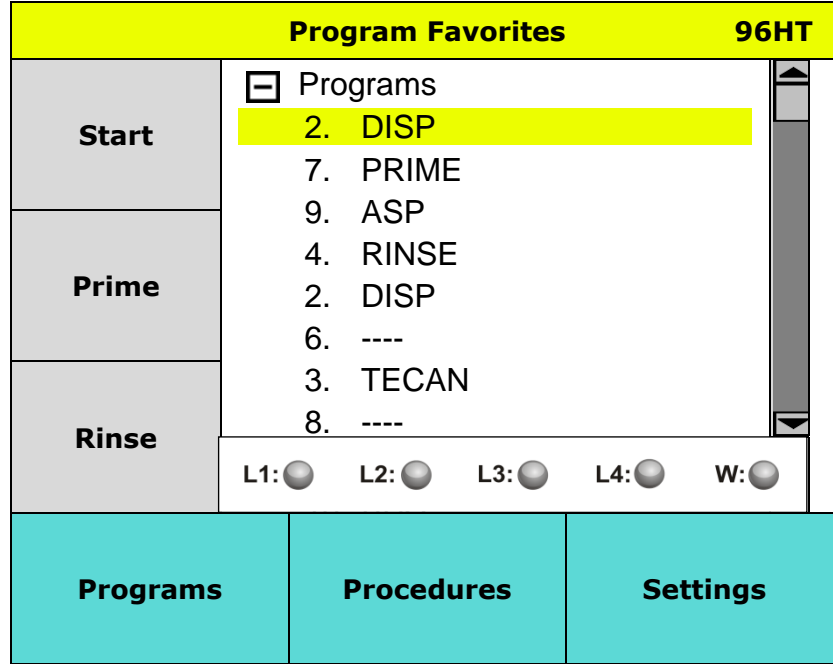 Program Favorites 96HT
Start
Prime
Rinse
Programs
2. DISP
7. PRIME
9. ASP
4. RINSE
2. DISP
6. ----
3. TECAN
8. ----
L1: L2: L3: L4: W:
Programs Procedures Settings